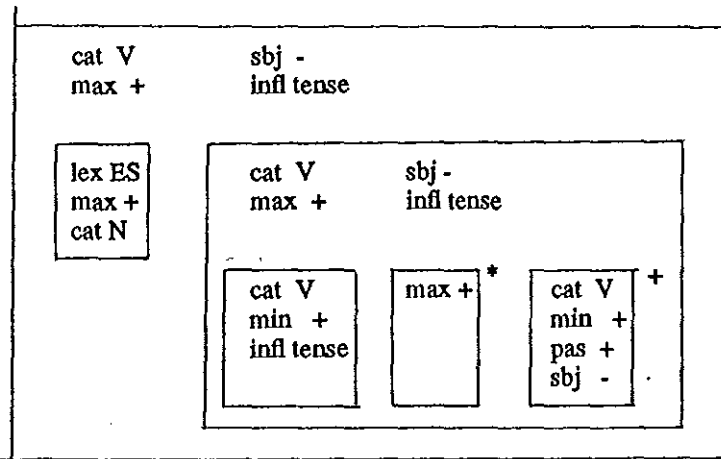 cat V sbj -
max + infl tense
lex ES cat V sbj -
max + max + infl tense
cat N
cat V max + * cat V +
min + min +
infl tense pas +
sbj -